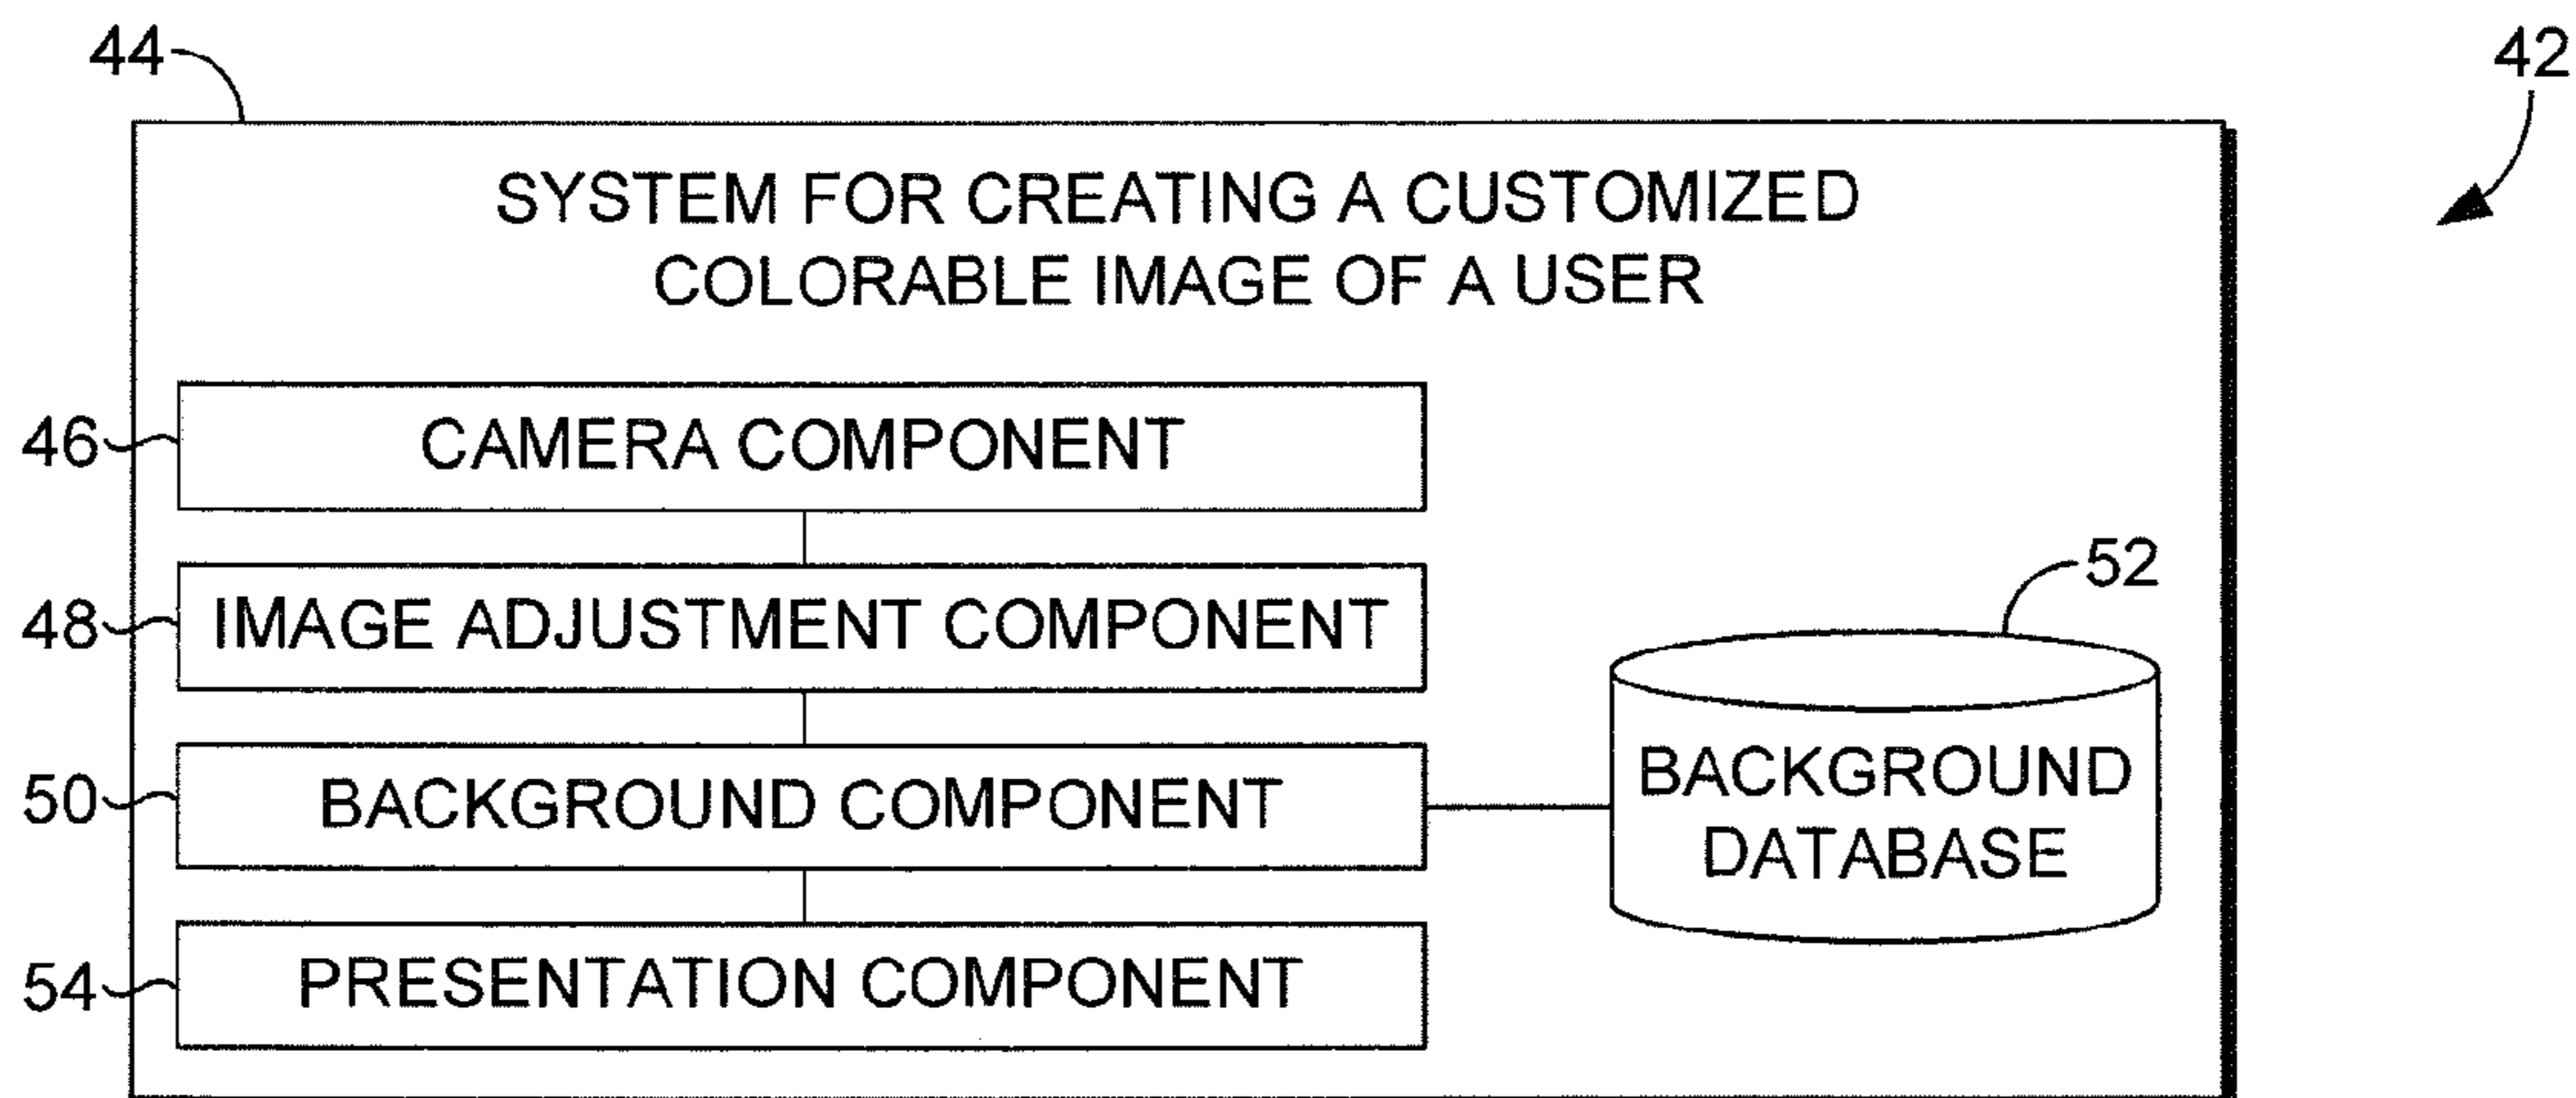 44
42
SYSTEM FOR CREATING A CUSTOMIZED
COLORABLE IMAGE OF A USER
46
CAMERA COMPONENT
52
48
IMAGE ADJUSTMENT COMPONENT
50
BACKGROUND COMPONENT
BACKGROUND
DATABASE
54
PRESENTATION COMPONENT